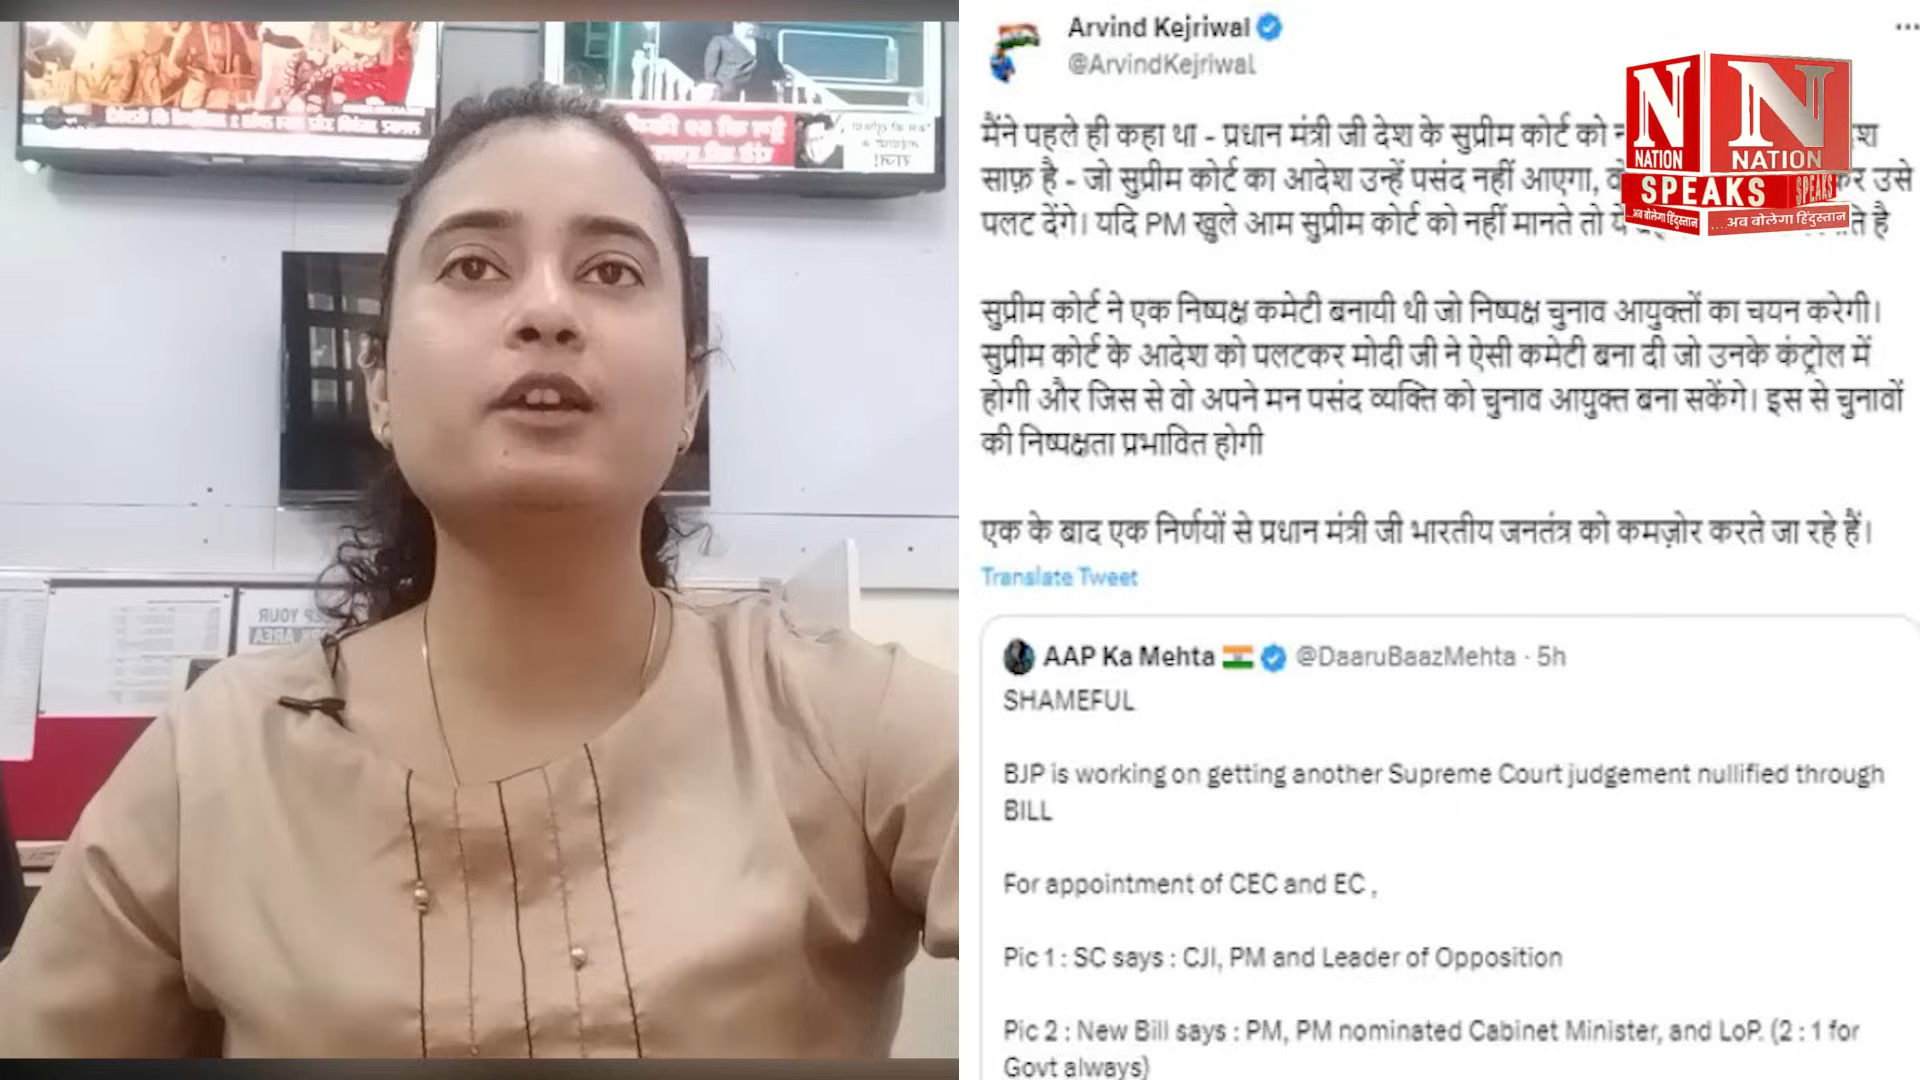 Arvind Kejriwal
@ArvindKejriwal
मैंने पहले ही कहा था - प्रधान मंत्री जी देश के सुप्रीम कोर्ट को
साफ़ है - जो सुप्रीम कोर्ट का आदेश उन्हें पसंद नहीं आएगा, कर उसे
पलट देंगे। यदि PM खुले आम सुप्रीम कोर्ट को नहीं मानते तो है
सुप्रीम कोर्ट ने एक निष्पक्ष कमेटी बनायी थी जो निष्पक्ष चुनाव आयुक्तों का चयन करेगी।
सुप्रीम कोर्ट के आदेश को पलटकर मोदी जी ने ऐसी कमेटी बना दी जो उनके कंट्रोल में
होगी और जिस से वो अपने मन पसंद व्यक्ति को चुनाव आयुक्त बना सकेंगे। इस से चुनावों
की निष्पक्षता प्रभावित होगी
एक के बाद एक निर्णयों से प्रधान मंत्री जी भारतीय जनतंत्र को कमज़ोर करते जा रहे हैं।
Translate Tweet
AAP Ka Mehta @DaaruBaazMehta · 5h
SHAMEFUL
BJP is working on getting another Supreme Court judgement nullified through
BILL
For appointment of CEC and EC ,
Pic 1 : SC says : CJI, PM and Leader of Opposition
Pic 2 : New Bill says : PM, PM nominated Cabinet Minister, and LoP. (2 : 1 for
Govt always)
N N
NATION NATION
SPEAKS SPEAKS
...अब बोलेगा हिंदुस्तान ....अब बोलेगा हिंदुस्तान